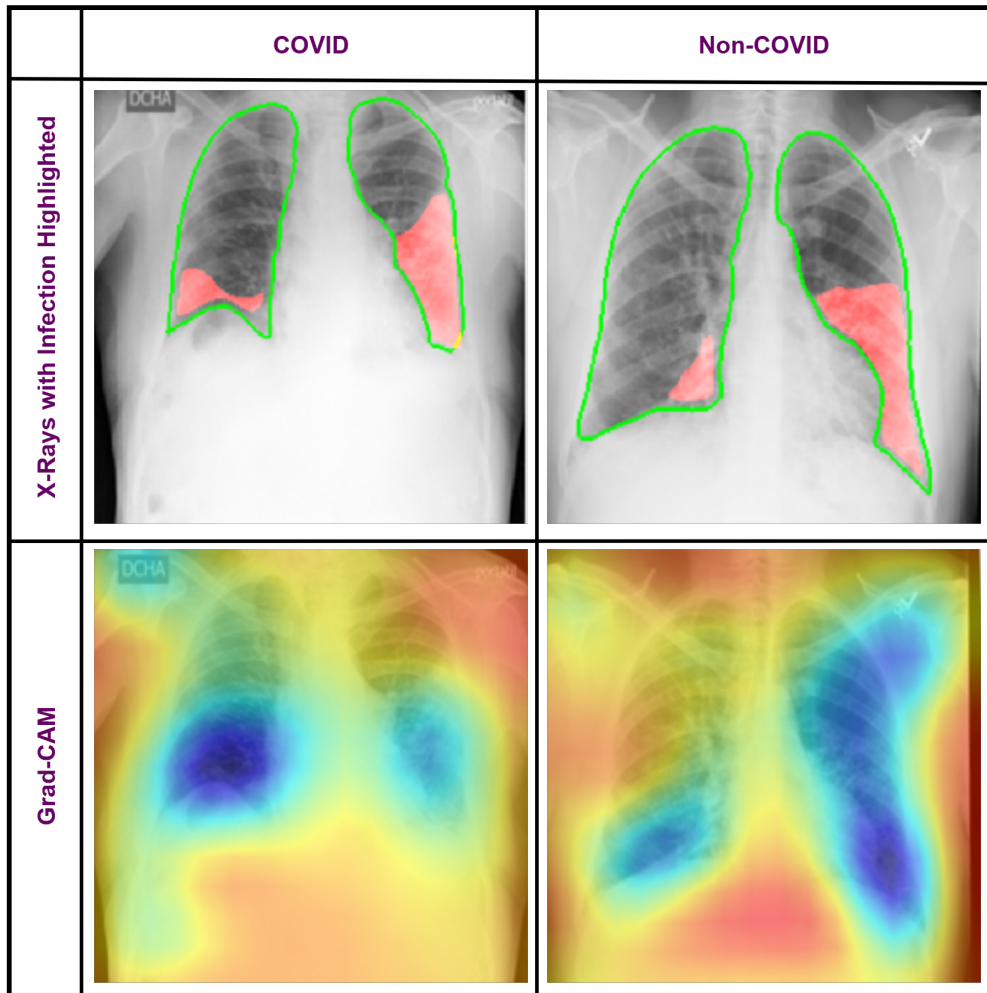 COVID
Non-COVID
X-Rays with Infection Highlighted
DCHA
Grad-CAM
DCHA